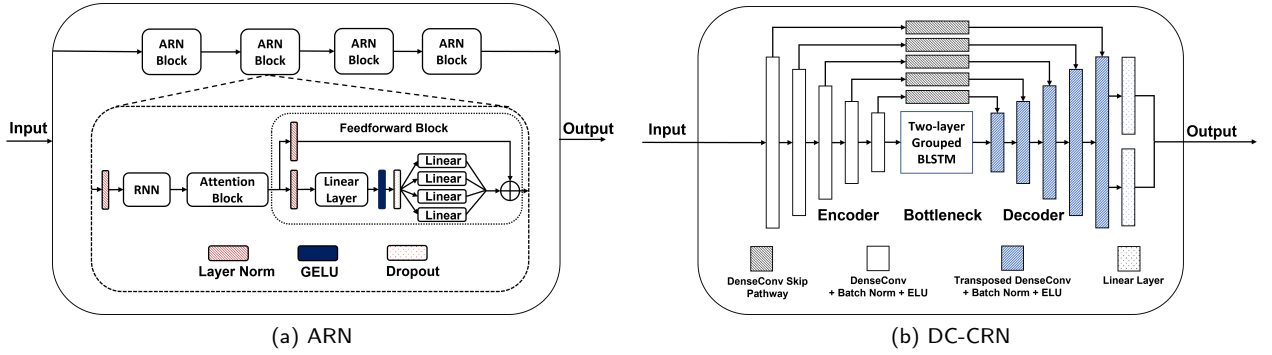 ARN
Block
ARN
Block
ARN
Block
ARN
Block
Input
Output
Feedforward Block
RNN
Attention
Block
Linear
Layer
Linear
Linear
Linear
Linear
Layer Norm
GELU
Dropout
(a) ARN
Input
Two-layer
Grouped
BLSTM
Output
Encoder
Bottleneck
Decoder
DenseConv Skip
Pathway
DenseConv
+ Batch Norm + ELU
Transposed DenseConv
+ Batch Norm + ELU
Linear Layer
(b) DC-CRN